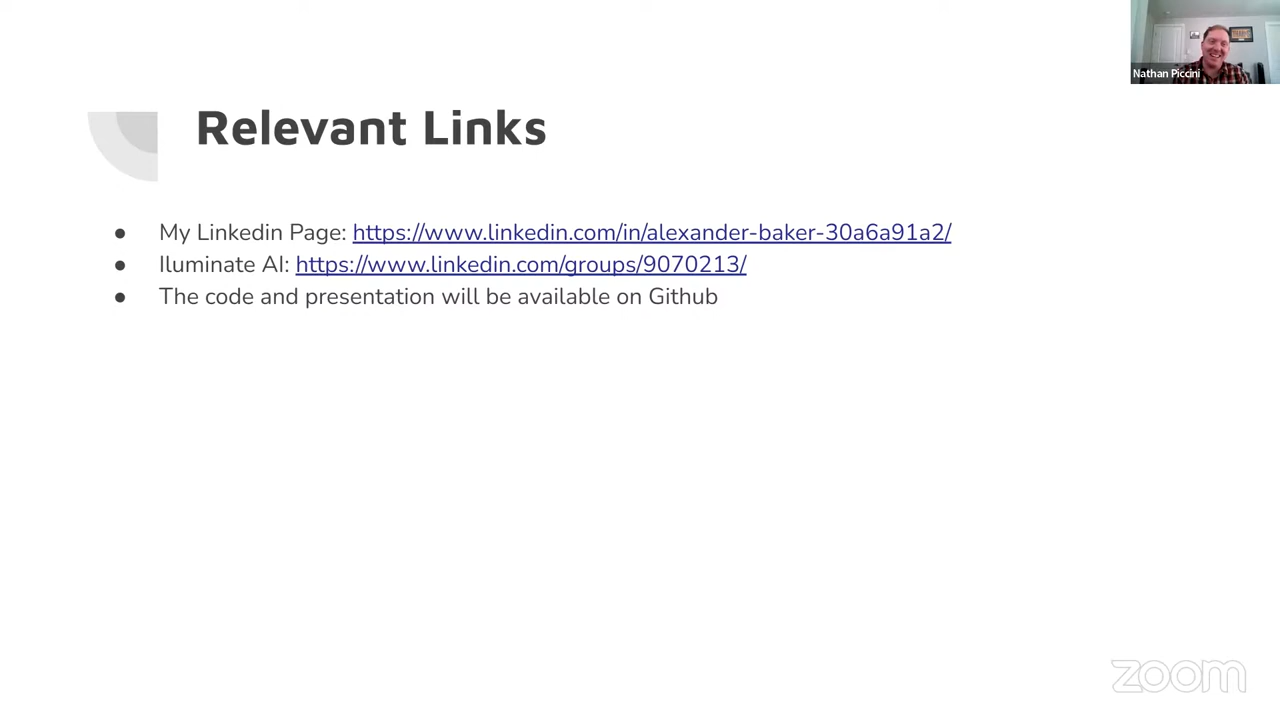 Nathan Piccini
Relevant Links
● My Linkedin Page: https://www.linkedin.com/in/alexander-baker-30a6a91a2/
● Iluminate AI: https://www.linkedin.com/groups/9070213/
● The code and presentation will be available on Github
zoom